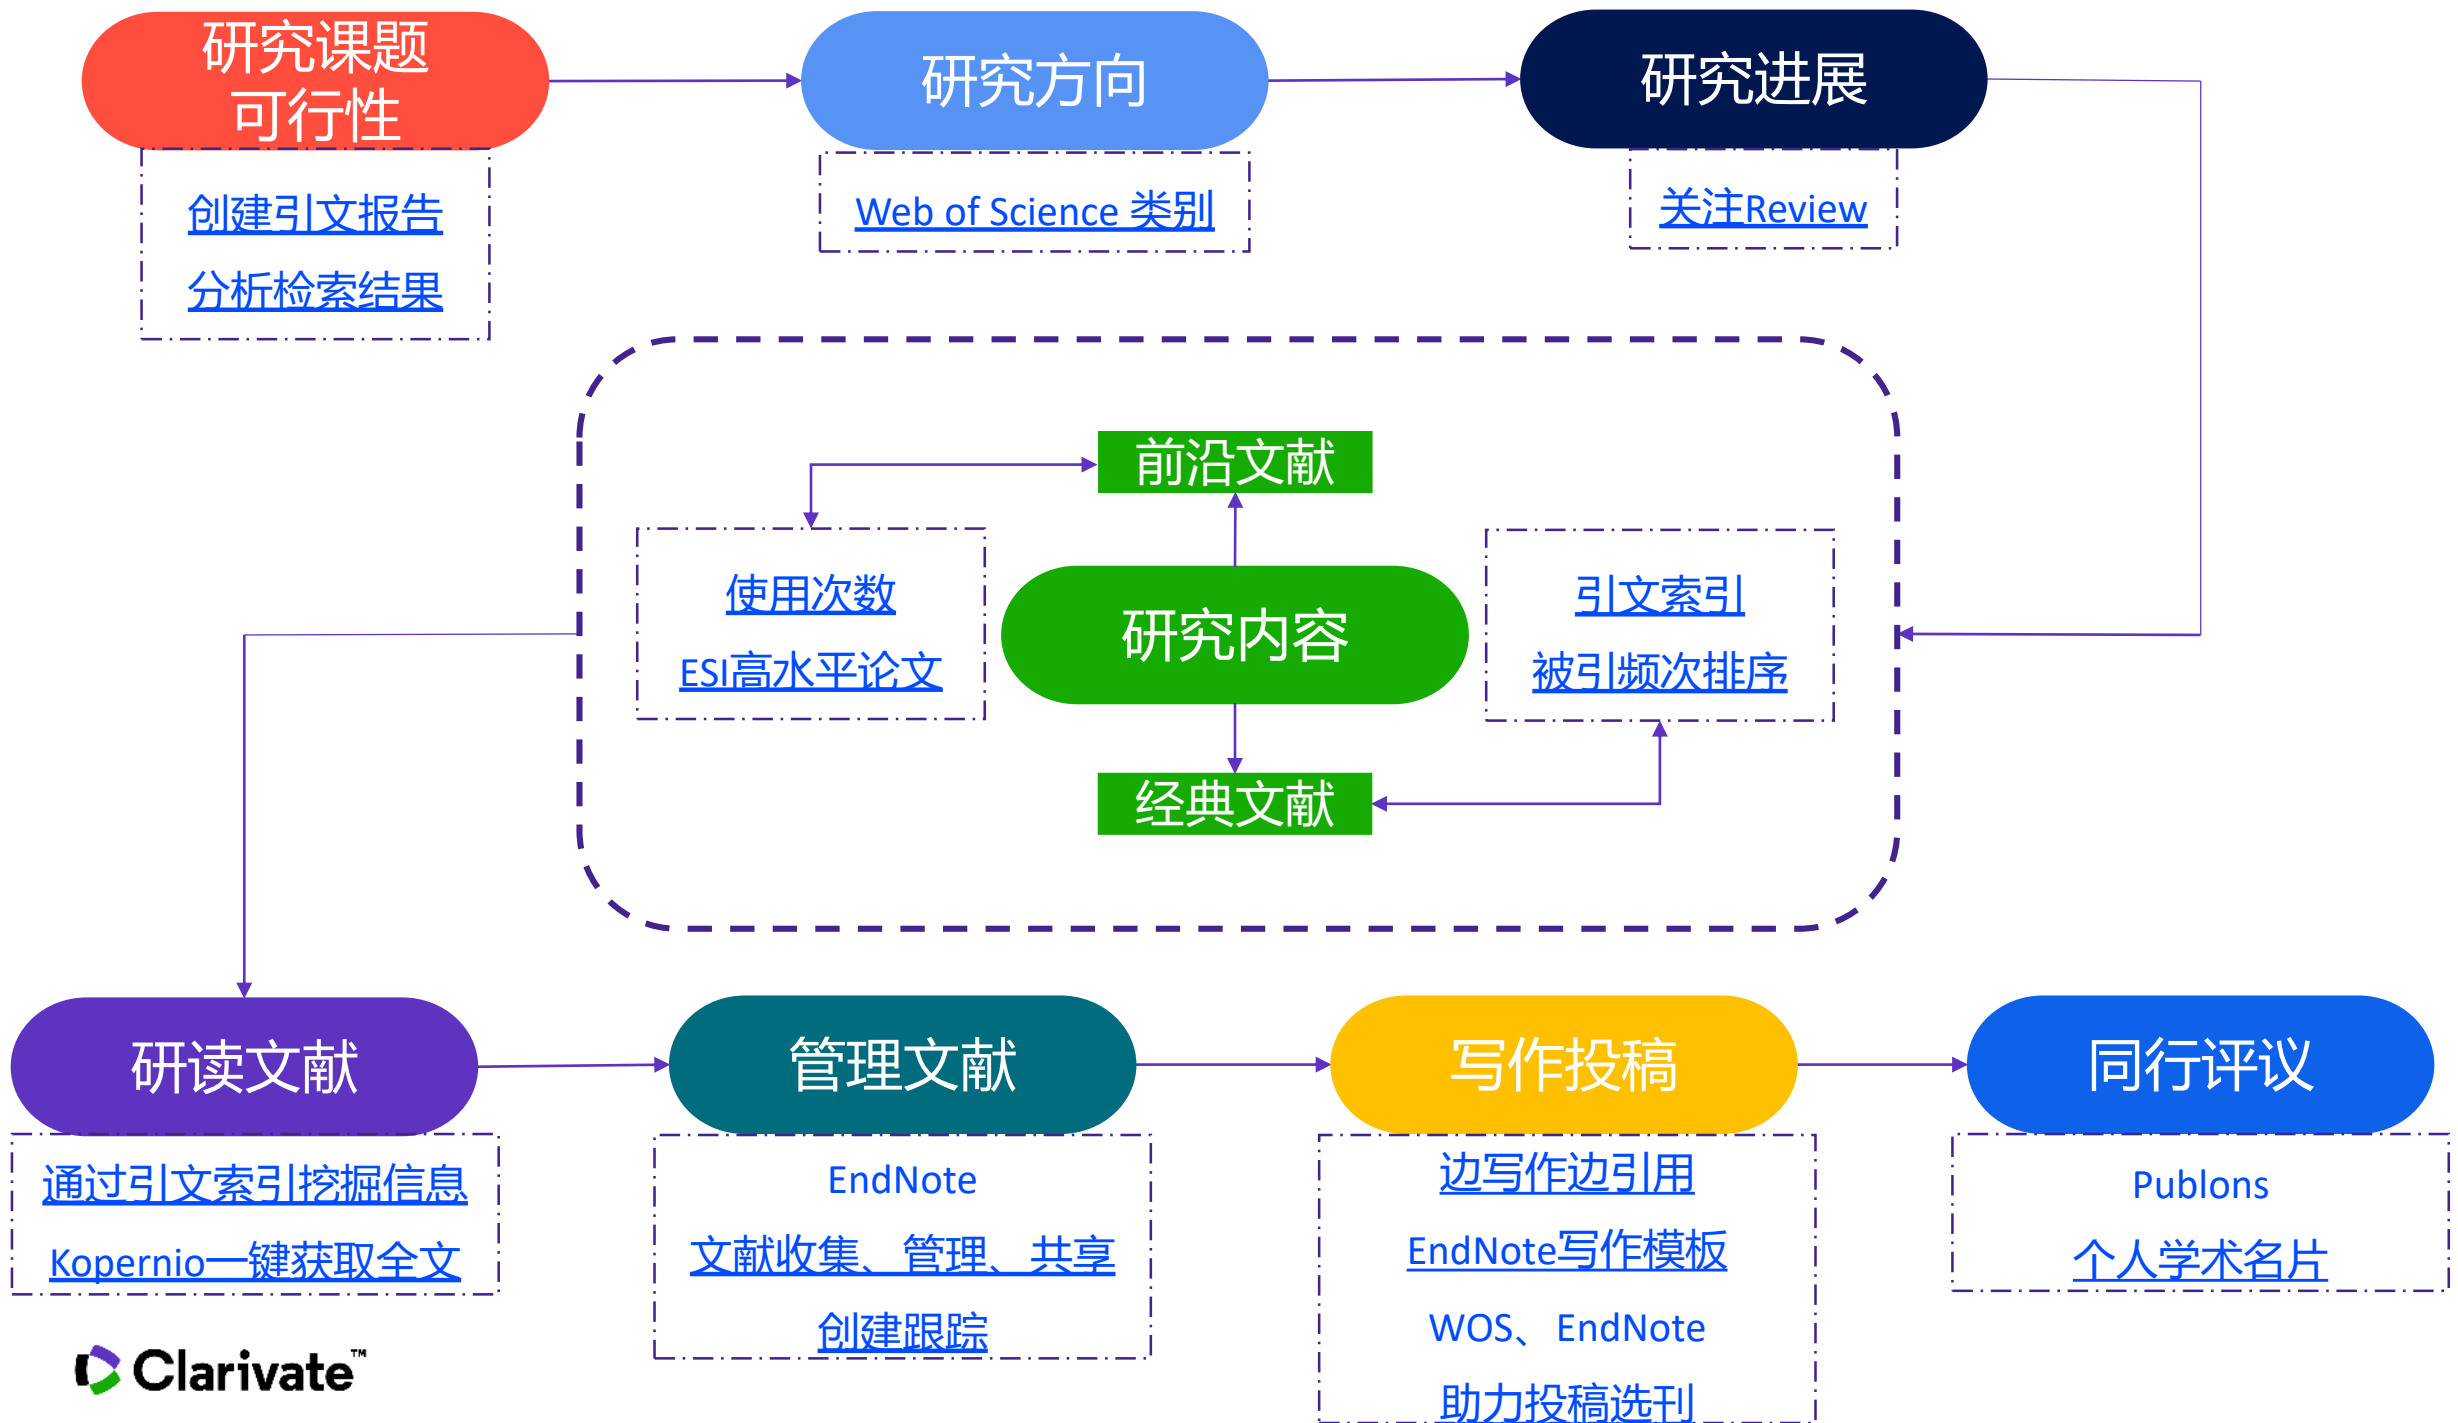 研究课题
可行性
创建引文报告
分析检索结果
研究方向
Web of Science 类别
研究进展
关注Review
前沿文献
使用次数
ESI高水平论文
研究内容
引文索引
被引频次排序
经典文献
研读文献
通过引文索引挖掘信息
Kopernio一键获取全文
管理文献
EndNote
文献收集、管理、共享
创建跟踪
写作投稿
边写作边引用
EndNote写作模板
WOS、EndNote
助力投稿选刊
同行评议
Publons
个人学术名片
Clarivate™